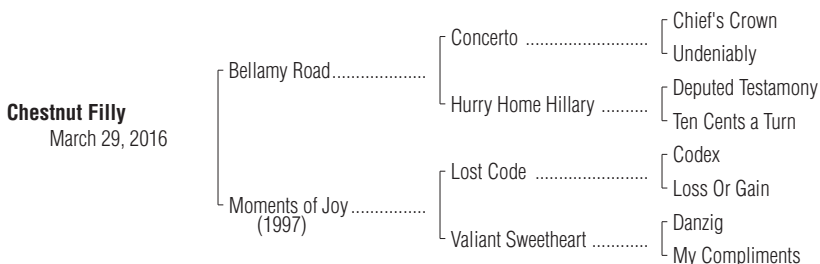 Chestnut Filly
March 29, 2016
Bellamy Road....................
Moments of Joy................
(1997)
Concerto ..........................
Hurry Home Hillary ..........
Lost Code ........................
Valiant Sweetheart ............
Chief's Crown
Undeniably
Deputed Testamony
Ten Cents a Turn
Codex
Loss Or Gain
Danzig
My Compliments